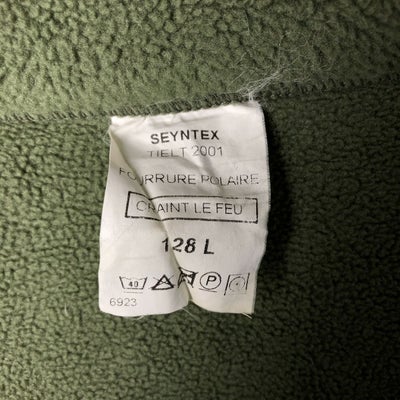 SEYNTEX
TIELT 2001
FOURRURE POLAIRE
CRAINT LE FEU
128 L
40 P
6923